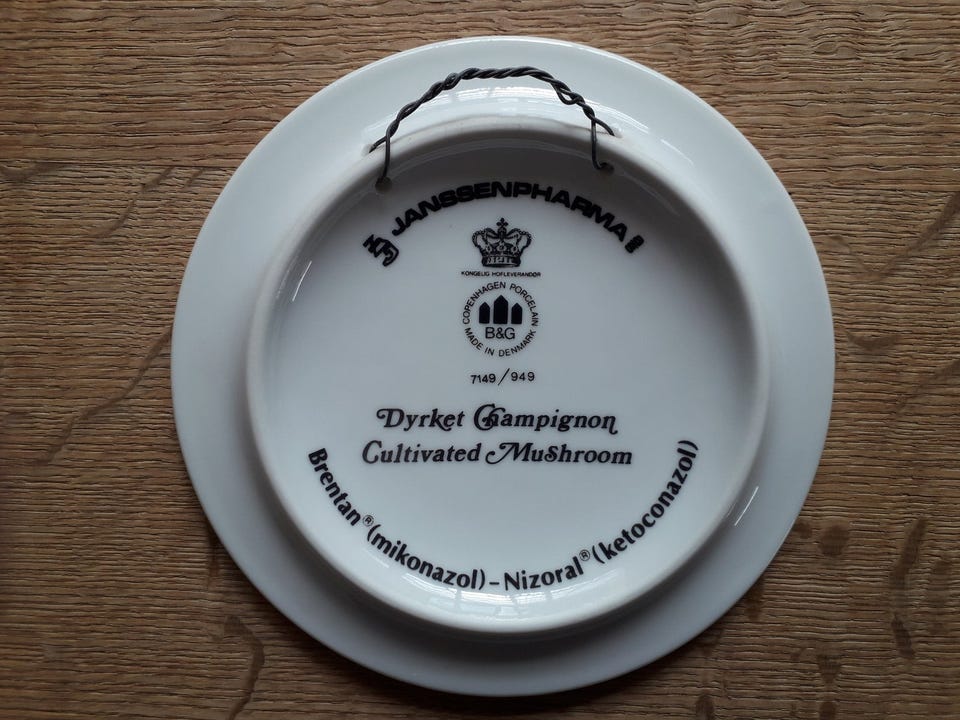 JANSSENPHARMA
KONGELIG HOFLEVERANDØR
COPENHAGEN PORCELAIN
B&G
MADE IN DENMARK
7149/949
Dyrket Champignon
Cultivated Mushroom
Brentan® (mikonazol) - Nizoral® (ketoconazol)